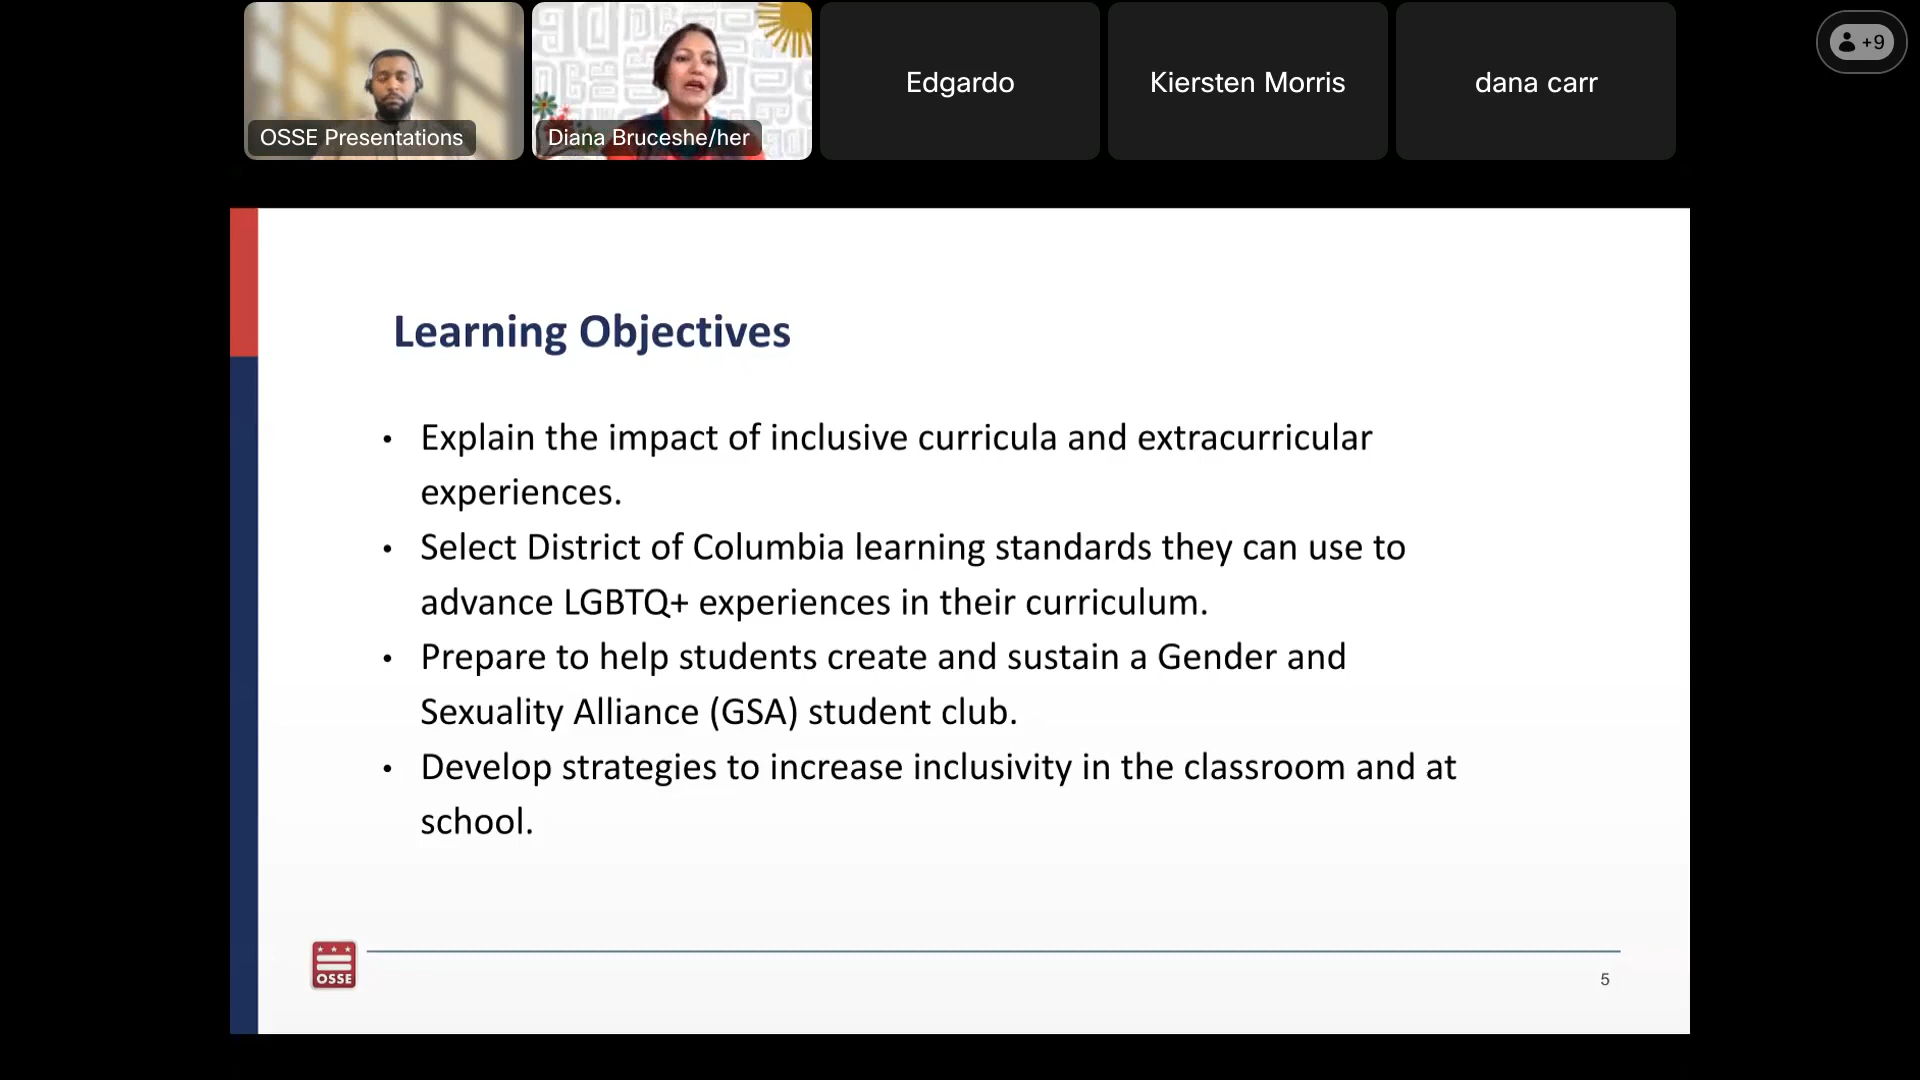 OSSE Presentations
Diana Bruceshe/her
Edgardo
Kiersten Morris
dana carr
+9
Learning Objectives
• Explain the impact of inclusive curricula and extracurricular
experiences.
• Select District of Columbia learning standards they can use to
advance LGBTQ+ experiences in their curriculum.
• Prepare to help students create and sustain a Gender and
Sexuality Alliance (GSA) student club.
• Develop strategies to increase inclusivity in the classroom and at
school.
OSSE
5